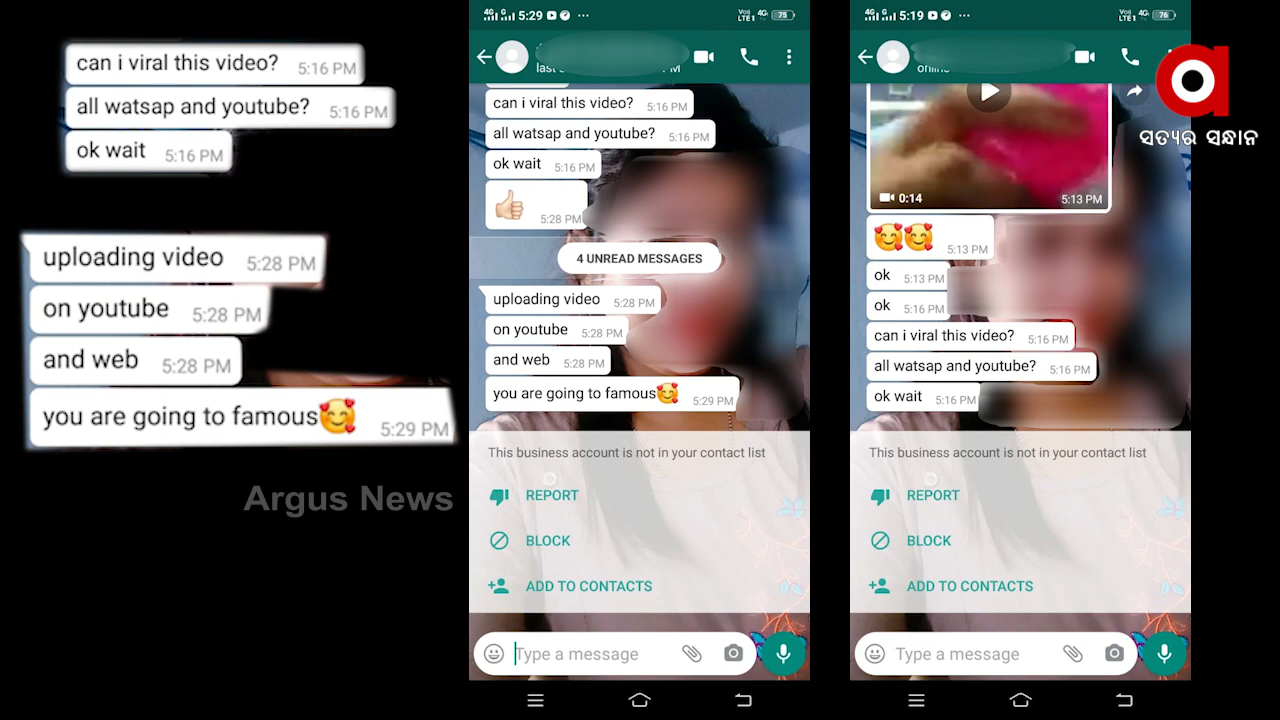 can i viral this video? 5:16 PM
all watsap and youtube? 5:16 PM
ok wait 5:16 PM
uploading video 5:28 PM
on youtube 5:28 PM
and web 5:28 PM
you are going to famous🥰 5:29 PM
Argus News
4G G 5:29 ••• VoLTE1 4G 75
can i viral this video? 5:16 PM
all watsap and youtube? 5:16 PM
ok wait 5:16 PM
👍🏻 5:28 PM
4 UNREAD MESSAGES
uploading video 5:28 PM
on youtube 5:28 PM
and web 5:28 PM
you are going to famous🥰 5:29 PM
This business account is not in your contact list
REPORT
BLOCK
ADD TO CONTACTS
Type a message
4G G 5:19 ••• VoLTE1 4G 76
online
0:14 5:13 PM
🥰🥰 5:13 PM
ok 5:13 PM
ok 5:16 PM
can i viral this video? 5:16 PM
all watsap and youtube? 5:16 PM
ok wait 5:16 PM
This business account is not in your contact list
REPORT
BLOCK
ADD TO CONTACTS
Type a message
a
ସତ୍ୟର ସନ୍ଧାନ